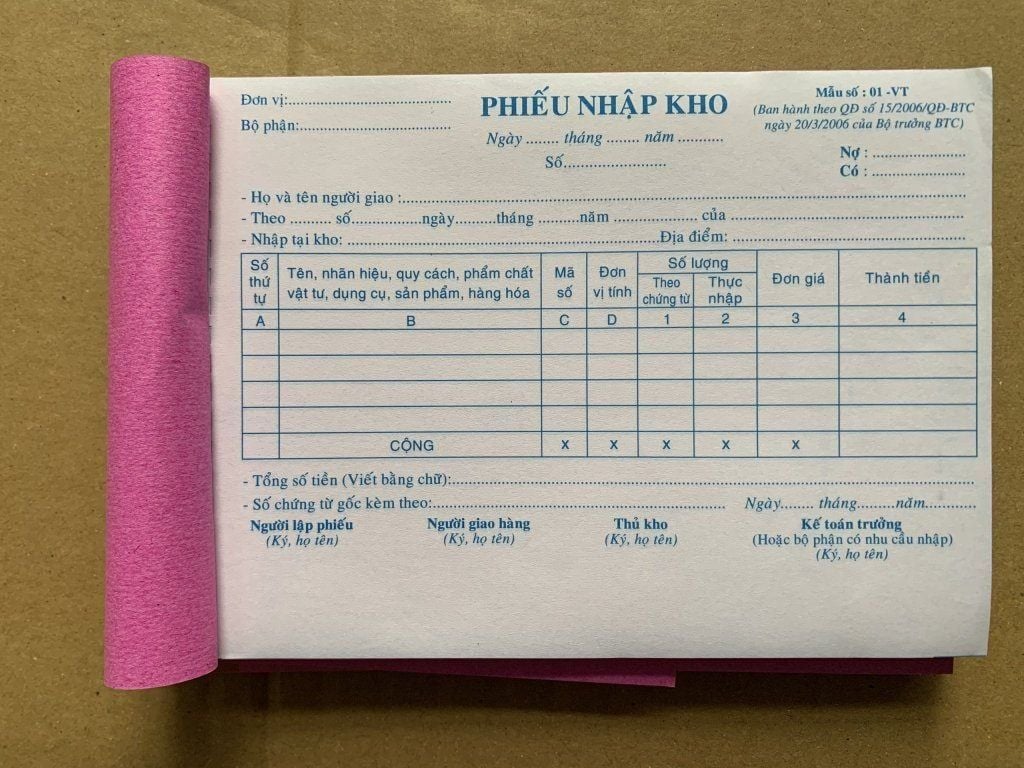 Đơn vị:........................................
PHIẾU NHẬP KHO
Mẫu số : 01 -VT
Bộ phận:......................................
(Ban hành theo QĐ số 15/2006/QĐ-BTC
ngày 20/3/2006 của Bộ trưởng BTC)
Ngày ........ tháng ........ năm ...........
Số.........................
Nợ : .......................
Có : .......................
- Họ và tên người giao :.......................................................................
- Theo .......... số.................ngày.........tháng ..........năm .................... của ........................................................
- Nhập tại kho: ............................................................................Địa điểm: .........................................................
Số thứ tự
Tên, nhãn hiệu, quy cách, phẩm chất vật tư, dụng cụ, sản phẩm, hàng hóa
Mã số
Đơn vị tính
Số lượng
Theo chứng từ
Thực nhập
Đơn giá
Thành tiền
A B C D 1 2 3 4
CỘNG x x x x x
- Tổng số tiền (Viết bằng chữ):.......................................................................
- Số chứng từ gốc kèm theo:....................................................................... Ngày........ tháng.........năm............
Người lập phiếu Người giao hàng Thủ kho Kế toán trưởng
(Ký, họ tên) (Ký, họ tên) (Ký, họ tên) (Hoặc bộ phận có nhu cầu nhập)
(Ký, họ tên)